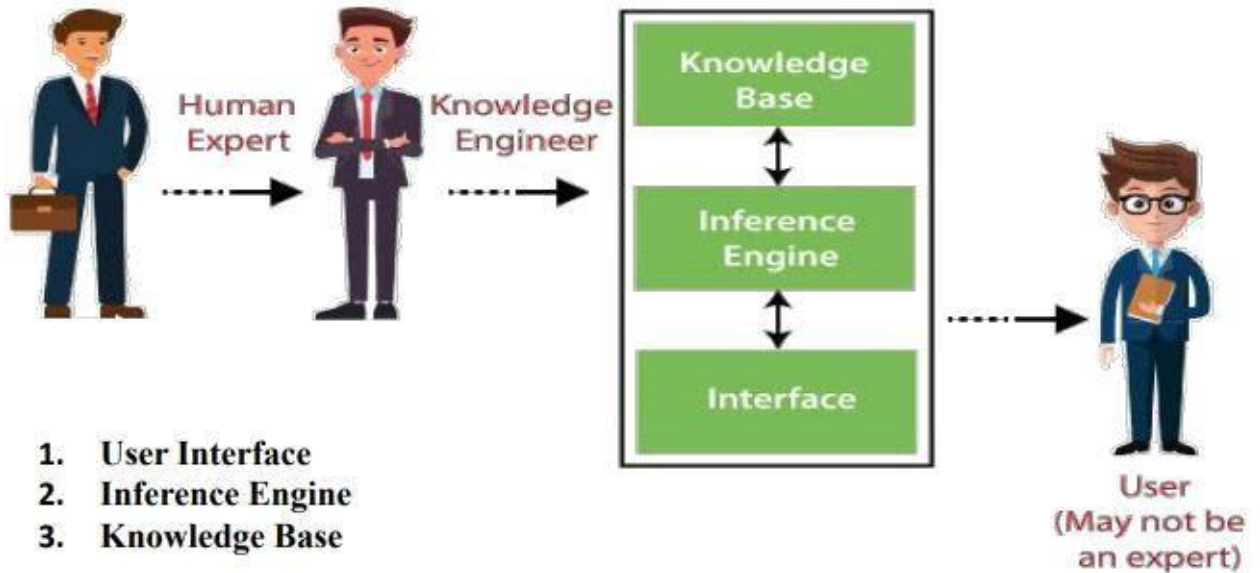 Human
Expert
Knowledge
Engineer
Knowledge
Base
Inference
Engine
Interface
1. User Interface
2. Inference Engine
3. Knowledge Base
User
(May not be
an expert)